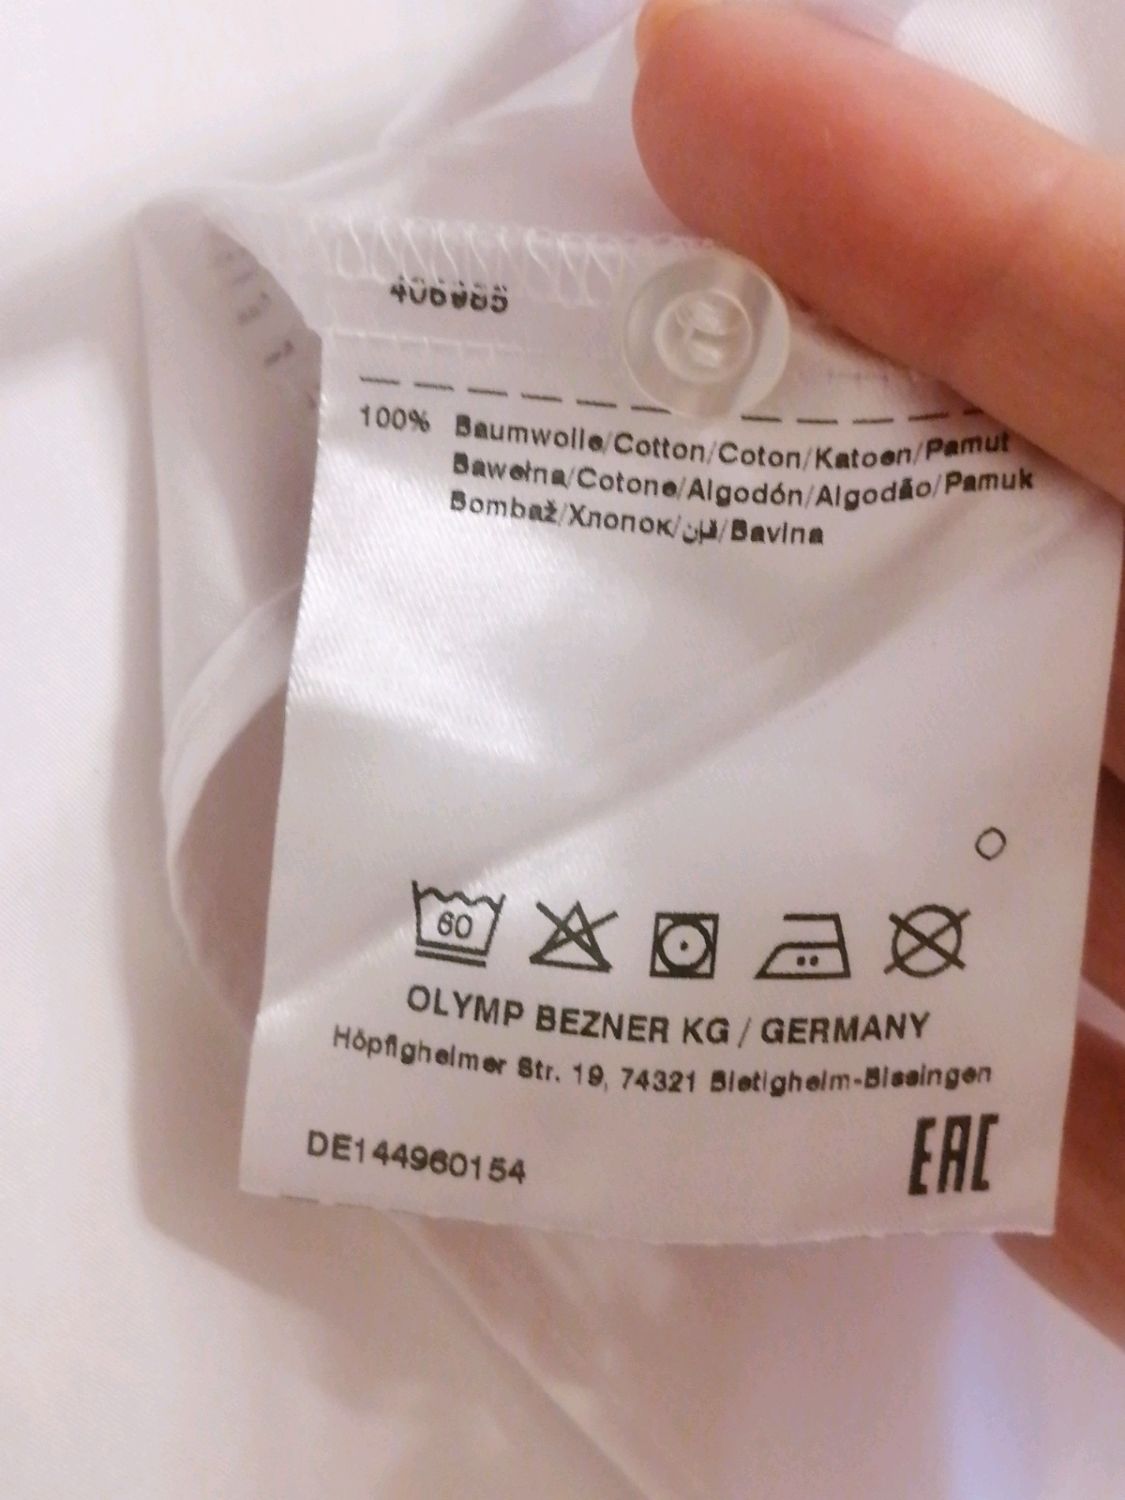 406985
100% Baumwolle/Cotton/Coton/Katoen/Pamut
Bawełna/Cotone/Algodón/Algodão/Pamuk
Bombaž/Хлопок/قطن/Bavlna
60
OLYMP BEZNER KG / GERMANY
Höpfigheimer Str. 19, 74321 Bietigheim-Bissingen
DE144960154
EAC